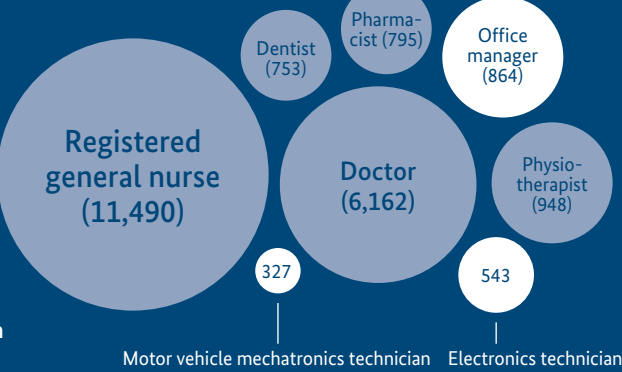 Pharma-
cist (795)
Dentist
(753)
Office
manager
(864)
Registered
general nurse
(11,490)
Doctor
(6,162)
Physio-
therapist
(948)
327
543
Motor vehicle mechatronics technician
Electronics technician